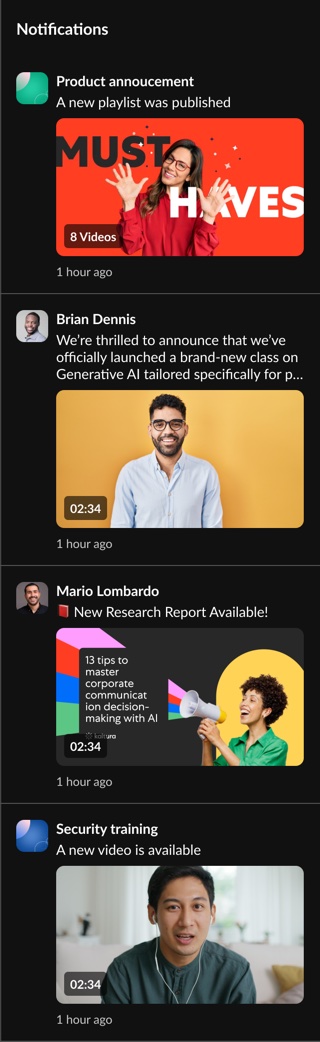 Notifications
Product annoucement
A new playlist was published
MUST
HAVES
8 Videos
1 hour ago
Brian Dennis
We're thrilled to announce that we've
officially launched a brand-new class on
Generative AI tailored specifically for p...
02:34
1 hour ago
Mario Lombardo
New Research Report Available!
13 tips to
master
corporate
communicat
ion decision-
making with AI
kaltura
02:34
1 hour ago
Security training
A new video is available
02:34
1 hour ago